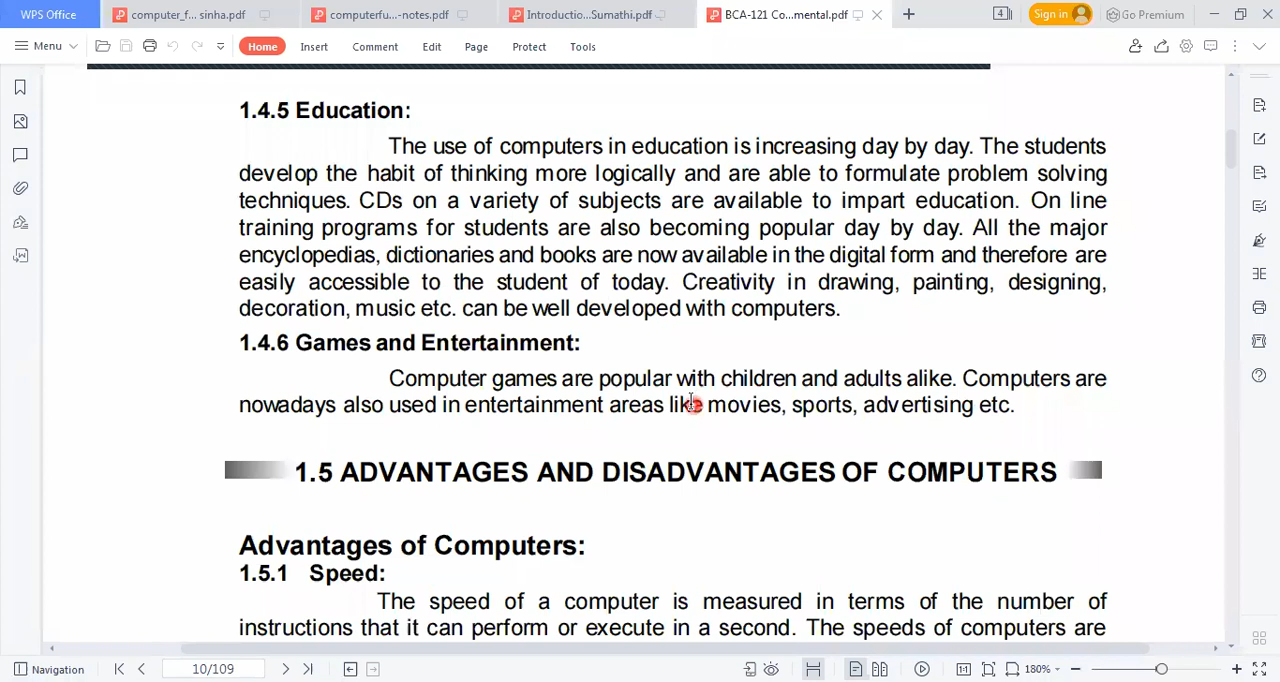 WPS Office
computer_f... sinha.pdf
computerfu...-notes.pdf
Introductio...Sumathi.pdf
BCA-121 Co...mental.pdf
4
Sign in
Go Premium
Menu
Home
Insert
Comment
Edit
Page
Protect
Tools
1.4.5 Education:
The use of computers in education is increasing day by day. The students
develop the habit of thinking more logically and are able to formulate problem solving
techniques. CDs on a variety of subjects are available to impart education. On line
training programs for students are also becoming popular day by day. All the major
encyclopedias, dictionaries and books are now available in the digital form and therefore are
easily accessible to the student of today. Creativity in drawing, painting, designing,
decoration, music etc. can be well developed with computers.
1.4.6 Games and Entertainment:
Computer games are popular with children and adults alike. Computers are
nowadays also used in entertainment areas like movies, sports, advertising etc.
1.5 ADVANTAGES AND DISADVANTAGES OF COMPUTERS
Advantages of Computers:
1.5.1 Speed:
The speed of a computer is measured in terms of the number of
instructions that it can perform or execute in a second. The speeds of computers are
Navigation
10/109
180%